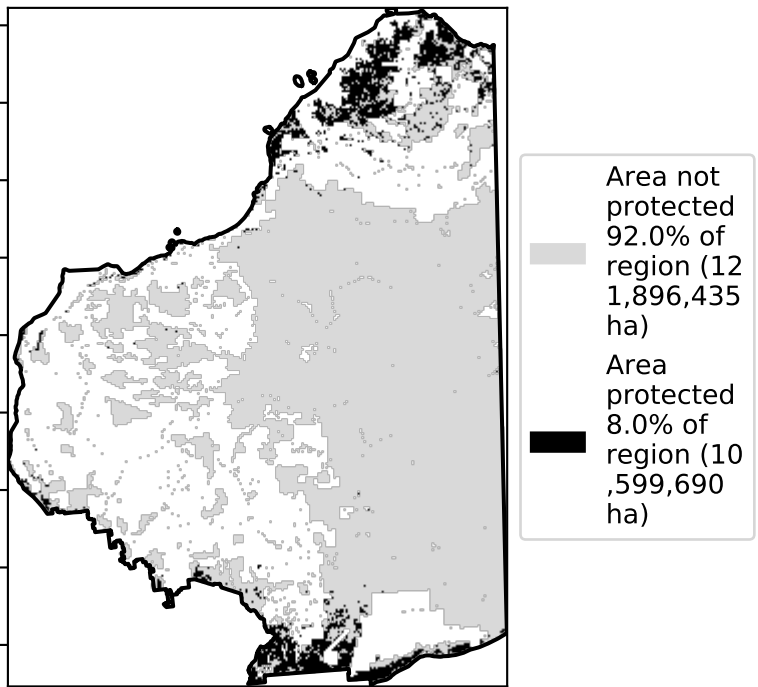 Area not
protected
92.0% of
region (12
1,896,435
ha)
Area
protected
8.0% of
region (10
,599,690
ha)